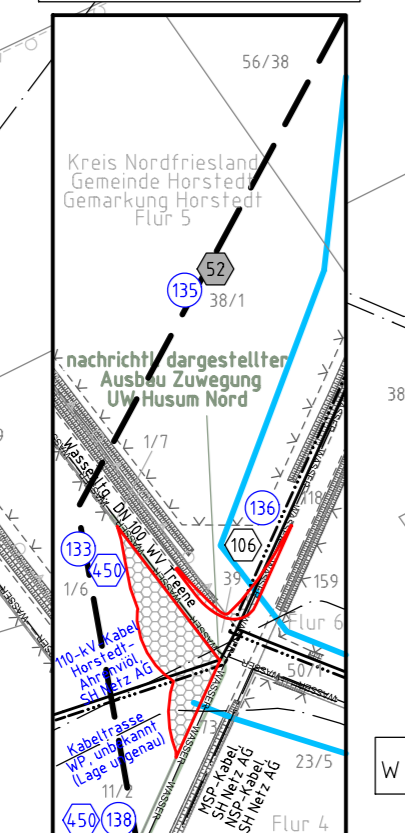 56/38
Kreis Nordfriesland
Gemeinde Horstedt
Gemarkung Horstedt
Flur 5
52
135
38/1
38
nachrichtl. dargestellter
Ausbau Zuwegung
UW Husum Nord
1/7
Wasserltg. DN 100 WV Treene
WASSER
136
118
133
450
106
1/6
39
159
Flur 6
110-kV-Kabel
Horstedt-
Ahrenviöl
SH Netz AG
50/1
Kabeltrasse
WP, unbekannt
(Lage ungenau)
11/2
MSP-Kabel
SH Netz AG
NSP-Kabel
SH Netz AG
23/5
W
450
138
Flur 4